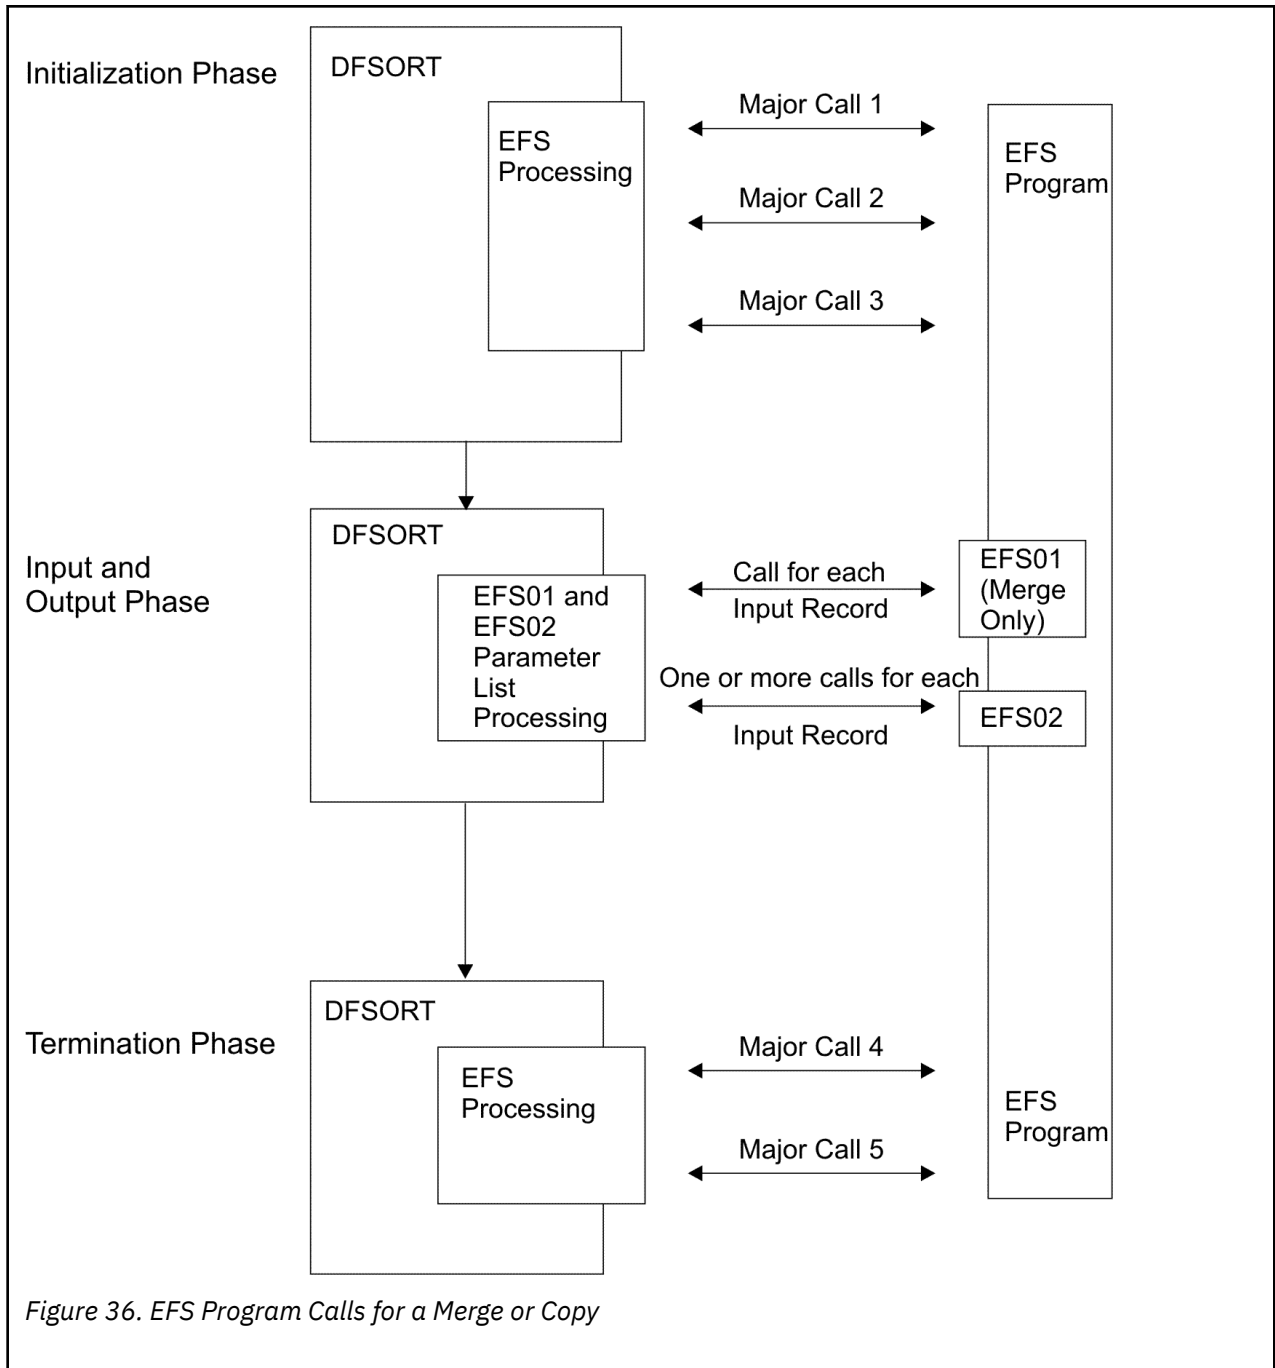 Initialization Phase
DFSORT
EFS
Processing
Major Call 1
Major Call 2
Major Call 3
EFS
Program
Input and
Output Phase
DFSORT
EFS01 and
EFS02
Parameter
List
Processing
Call for each
Input Record
One or more calls for each
Input Record
EFS01
(Merge
Only)
EFS02
Termination Phase
DFSORT
EFS
Processing
Major Call 4
Major Call 5
EFS
Program
Figure 36. EFS Program Calls for a Merge or Copy